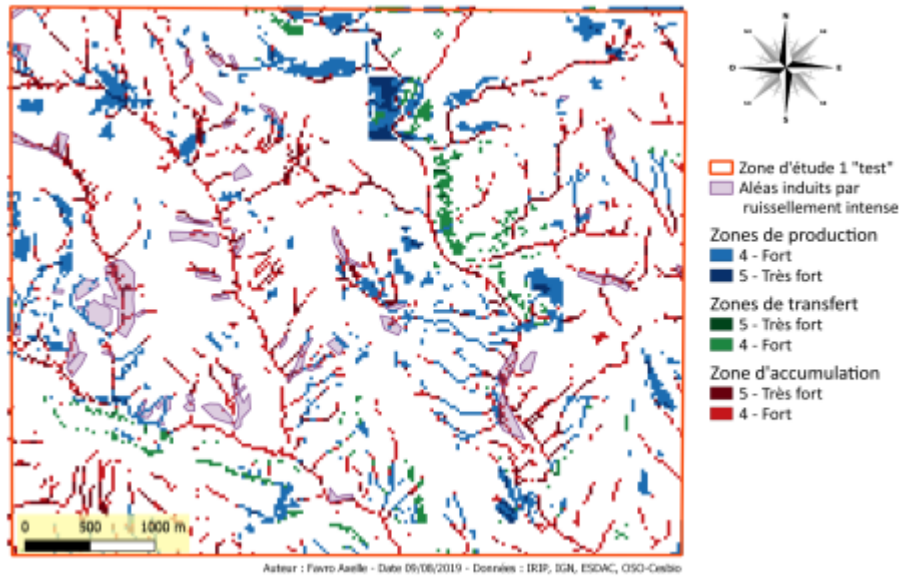 N
O
E
S
Zone d'étude 1 "test"
Aléas induits par
ruissellement intense
Zones de production
4 - Fort
5 - Très fort
Zones de transfert
5 - Très fort
4 - Fort
Zone d'accumulation
5 - Très fort
4 - Fort
0 500 1000 m
Auteur : Favro Axelle - Date 09/08/2019 - Données : IRIP, IGN, ESDAC, OSO-Cesbio